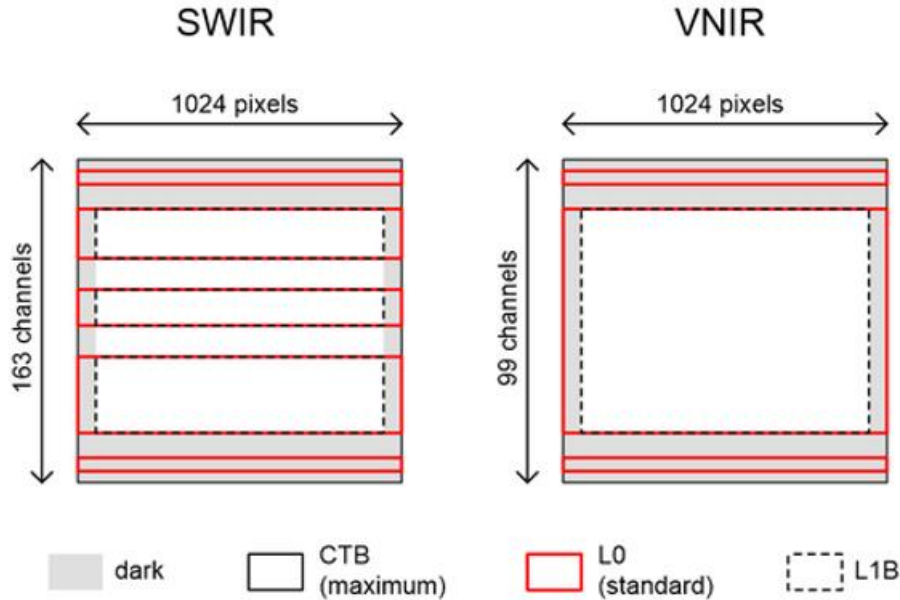 SWIR
VNIR
1024 pixels
1024 pixels
163 channels
99 channels
dark
CTB
(maximum)
L0
(standard)
L1B